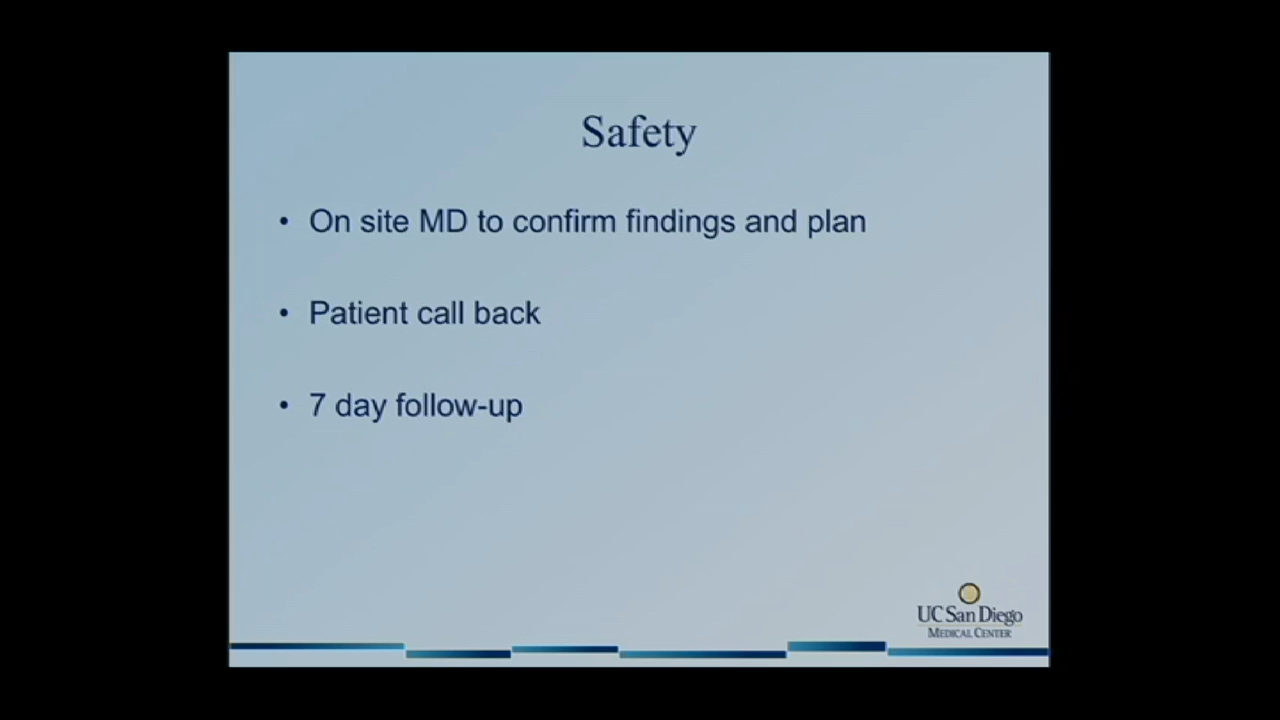 Safety
• On site MD to confirm findings and plan
• Patient call back
• 7 day follow-up
UC San Diego
MEDICAL CENTER